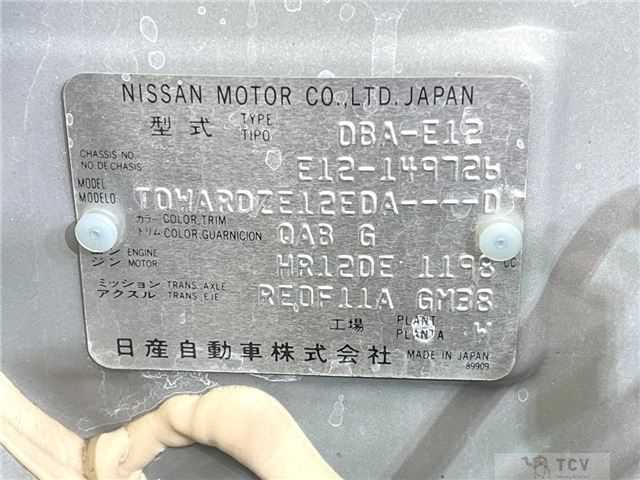 NISSAN MOTOR CO.,LTD. JAPAN
型式 TYPE TIPO DBA-E12
CHASSIS NO. NO. DE CHASIS E12-149726
MODEL MODELO TDWARDZE12EDA----D
カラー COLOR, TRIM
トリム COLOR, GUARNICION QAB G
ENGINE
ジン MOTOR HR12DE 1198 CC
ミッション TRANS. AXLE
アクスル TRANS. EJE RE0F11A GM38
工場 PLANT PLANTA W
日産自動車株式会社 MADE IN JAPAN
89909
TCV